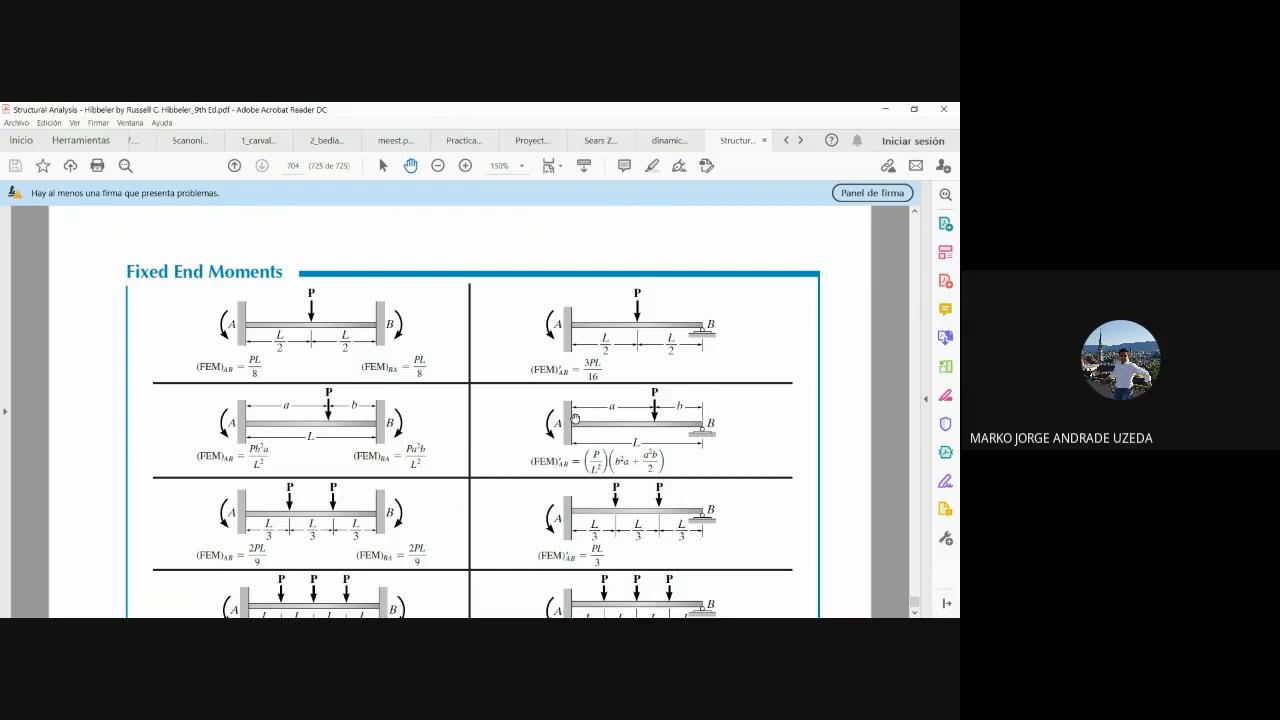 Structural Analysis - Hibbeler by Russell C. Hibbeler_9th Ed.pdf - Adobe Acrobat Reader DC
Archivo Edición Ver Firmar Ventana Ayuda
Inicio Herramientas /... Scanoni... 1_carval... 2_bedia... meest.p... Practica... Proyect... Sears Z... dinamic... Structur... × Iniciar sesión
704 (725 de 725) 150%
Hay al menos una firma que presenta problemas. Panel de firma
Fixed End Moments
P P
A B A B
L/2 L/2 L/2 L/2
(FEM)AB = PL/8 (FEM)BA = PL/8 (FEM)'AB = 3PL/16
P P
a b a b
A B A B
L L
(FEM)AB = Pb²a/L² (FEM)BA = Pa²b/L² (FEM)'AB = (P/L²)(b²a + a²b/2)
P P P P
A B A B
L/3 L/3 L/3 L/3 L/3 L/3
(FEM)AB = 2PL/9 (FEM)BA = 2PL/9 (FEM)'AB = PL/3
P P P P P P
A B A B
MARKO JORGE ANDRADE UZEDA